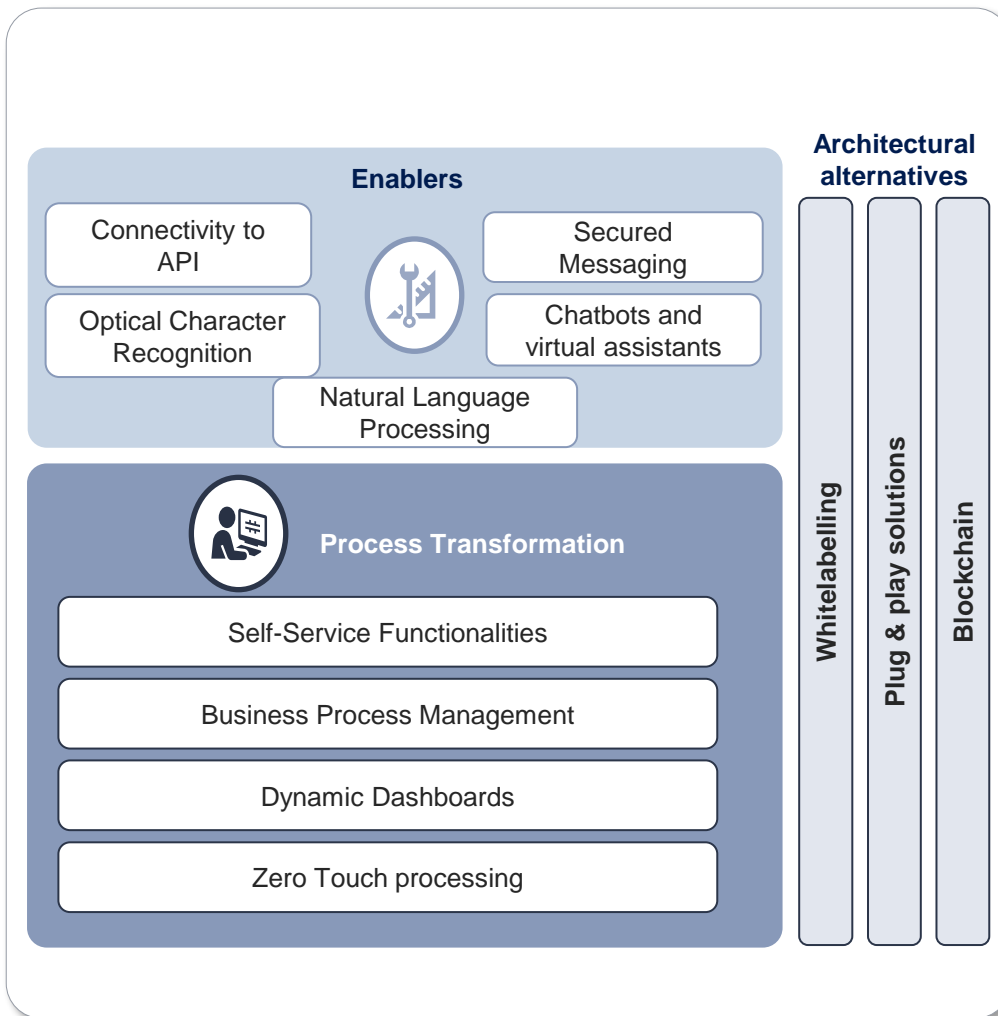 Architectural
alternatives
Enablers
Connectivity to
API
Secured
Messaging
Optical Character
Recognition
Chatbots and
virtual assistants
Natural Language
Processing
Process Transformation
Self-Service Functionalities
Business Process Management
Dynamic Dashboards
Zero Touch processing
Whitelabelling
Plug & play solutions
Blockchain